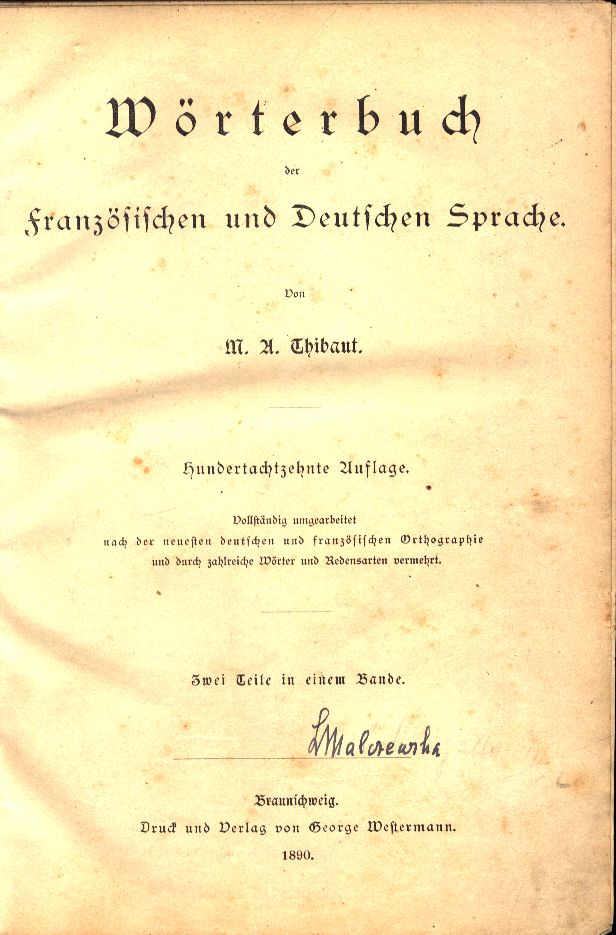 Wörterbuch
der
Französischen und Deutschen Sprache.
Von
M. A. Thibaut.
Hundertachtzehnte Auflage.
Vollständig umgearbeitet
nach der neuesten deutschen und französischen Orthographie
und durch zahlreiche Wörter und Redensarten vermehrt.
Zwei Teile in einem Bande.
LMalczewska
Braunschweig.
Druck und Verlag von George Westermann.
1890.